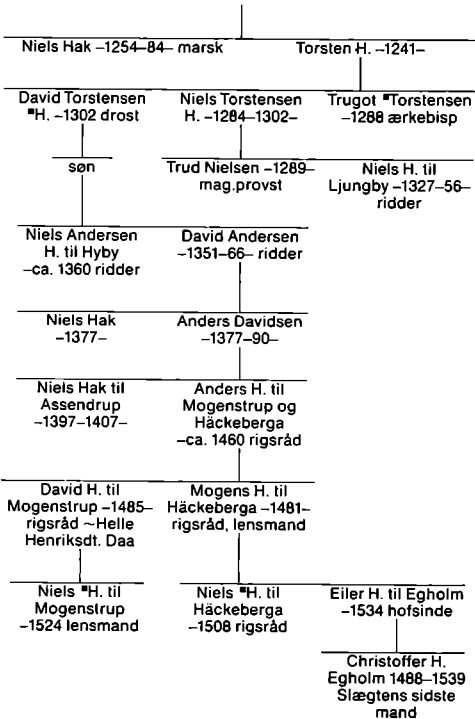 Niels Hak –1254–84– marsk
Torsten H. –1241–
David Torstensen
■H. –1302 drost
Niels Torstensen
H. –1284–1302–
Trugot ■Torstensen
–1288 ærkebisp
søn
Trud Nielsen –1289–
mag.provst
Niels H. til
Ljungby –1327–56–
ridder
Niels Andersen
H. til Hyby
–ca. 1360 ridder
David Andersen
–1351–66– ridder
Niels Hak
–1377–
Anders Davidsen
–1377–90–
Niels Hak til
Assendrup
–1397–1407–
Anders H. til
Mogenstrup og
Häckeberga
–ca. 1460 rigsråd
David H. til
Mogenstrup –1485–
rigsråd ~Helle
Henriksdt. Daa
Mogens H. til
Häckeberga –1481–
rigsråd, lensmand
Niels ■H. til
Mogenstrup
–1524 lensmand
Niels ■H. til
Häckeberga
–1508 rigsråd
Eiler H. til Egholm
–1534 hofsinde
Christoffer H.
Egholm 1488–1539
Slægtens sidste
mand